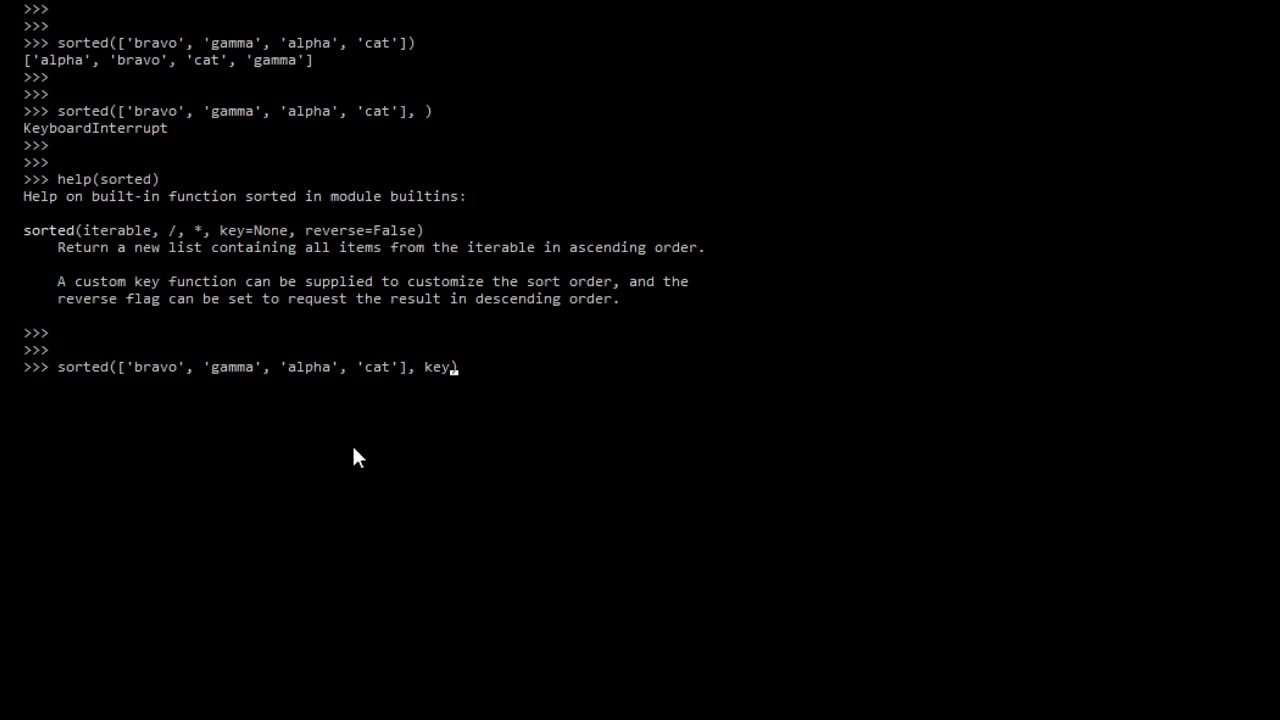 >>>
>>>
>>> sorted(['bravo', 'gamma', 'alpha', 'cat'])
['alpha', 'bravo', 'cat', 'gamma']
>>>
>>>
>>> sorted(['bravo', 'gamma', 'alpha', 'cat'], )
KeyboardInterrupt
>>>
>>>
>>> help(sorted)
Help on built-in function sorted in module builtins:
sorted(iterable, /, *, key=None, reverse=False)
Return a new list containing all items from the iterable in ascending order.
A custom key function can be supplied to customize the sort order, and the
reverse flag can be set to request the result in descending order.
>>>
>>>
>>> sorted(['bravo', 'gamma', 'alpha', 'cat'], key)